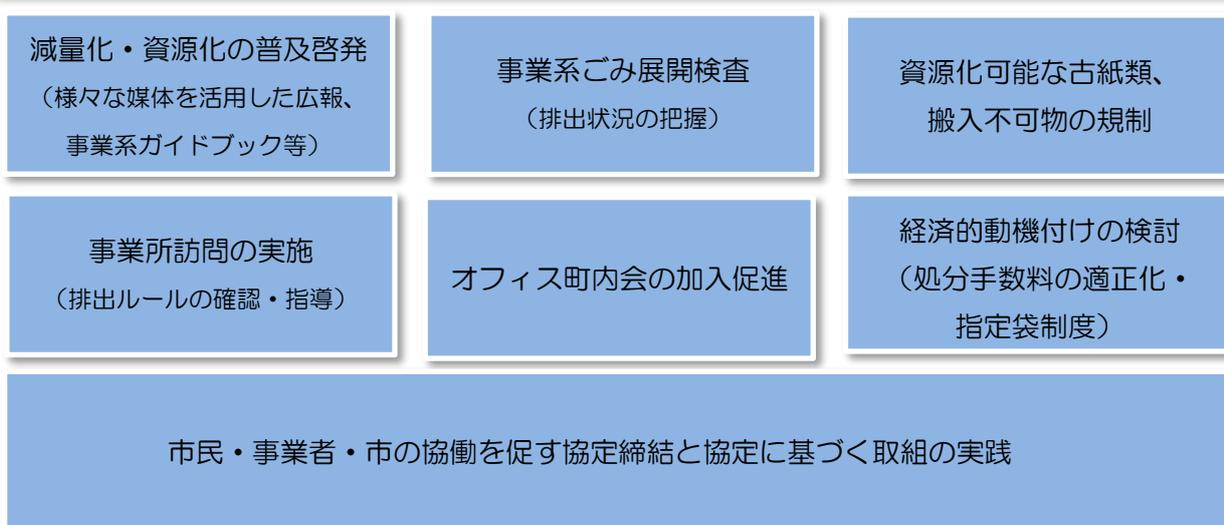 減量化・資源化の普及啓発
（様々な媒体を活用した広報、
事業系ガイドブック等）
事業系ごみ展開検査
（排出状況の把握）
資源化可能な古紙類、
搬入不可物の規制
事業所訪問の実施
（排出ルールの確認・指導）
オフィス町内会の加入促進
経済的動機付けの検討
（処分手数料の適正化・
指定袋制度）
市民・事業者・市の協働を促す協定締結と協定に基づく取組の実践